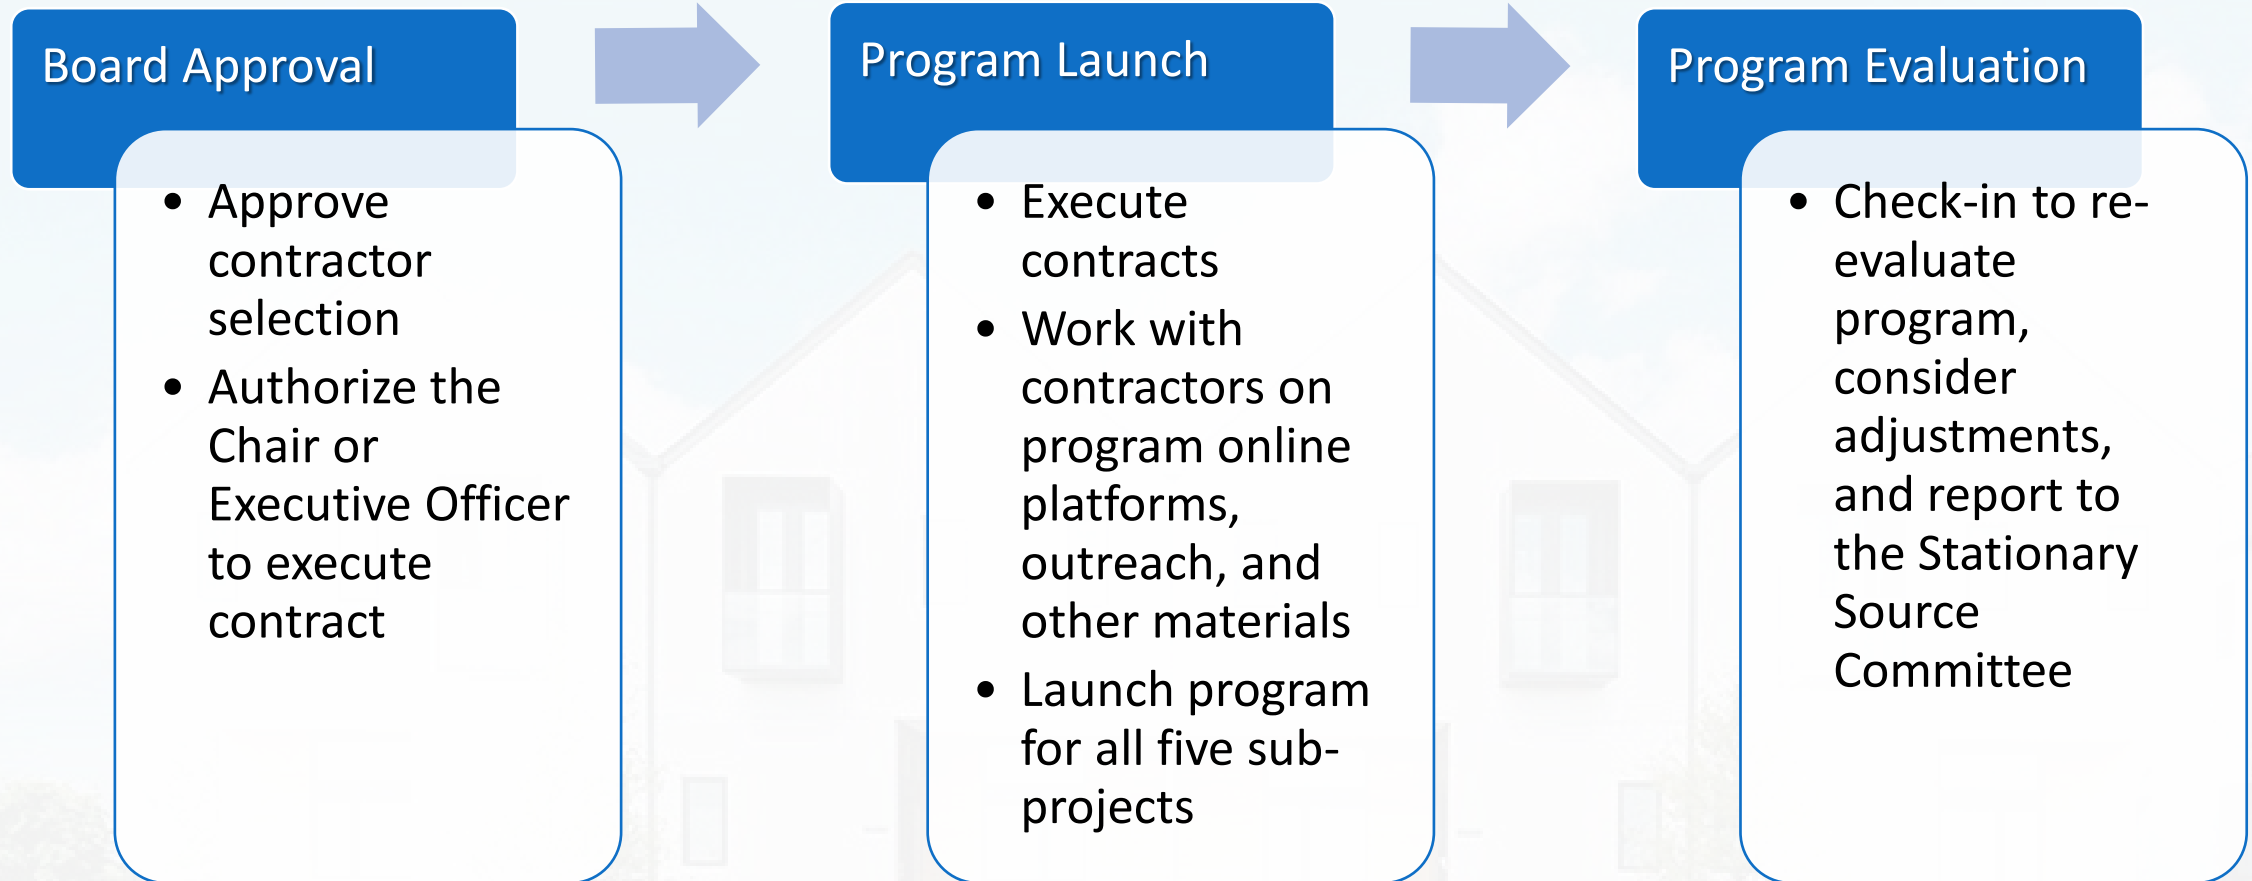 Board Approval
• Approve
contractor
selection
• Authorize the
Chair or
Executive Officer
to execute
contract
Program Launch
• Execute
contracts
• Work with
contractors on
program online
platforms,
outreach, and
other materials
• Launch program
for all five sub-
projects
Program Evaluation
• Check-in to re-
evaluate
program,
consider
adjustments,
and report to
the Stationary
Source
Committee